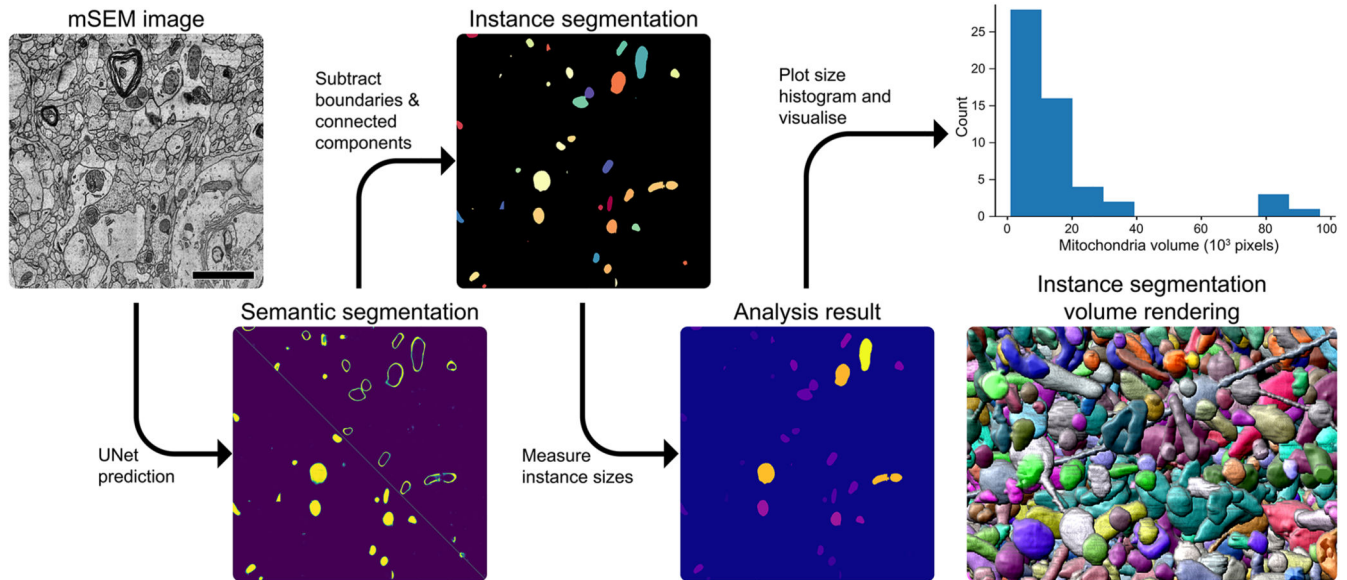 mSEM image
Subtract
boundaries &
connected
components
Instance segmentation
Plot size
histogram and
visualise
Count
25
20
15
10
5
0
0 20 40 60 80 100
Mitochondria volume (10³ pixels)
UNet
prediction
Semantic segmentation
Measure
instance sizes
Analysis result
Instance segmentation
volume rendering